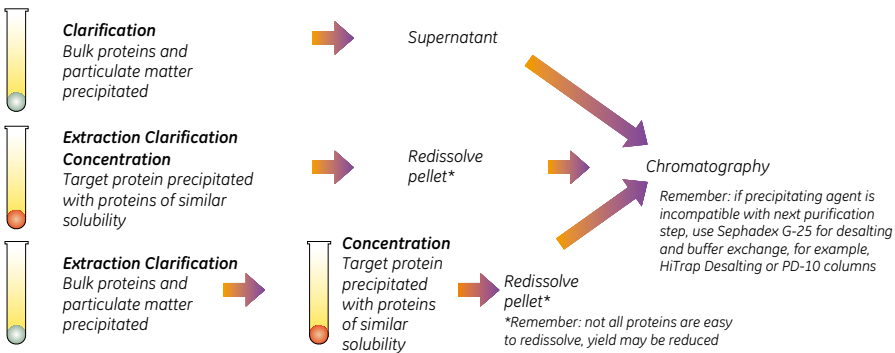 Clarification
Bulk proteins and
particulate matter
precipitated
Supernatant
Extraction Clarification
Concentration
Target protein precipitated
with proteins of similar
solubility
Redissolve
pellet*
Chromatography
Remember: if precipitating agent is
incompatible with next purification
step, use Sephadex G-25 for desalting
and buffer exchange, for example,
HiTrap Desalting or PD-10 columns
Extraction Clarification
Bulk proteins and
particulate matter
precipitated
Concentration
Target protein
precipitated
with proteins
of similar
solubility
Redissolve
pellet*
*Remember: not all proteins are easy
to redissolve, yield may be reduced